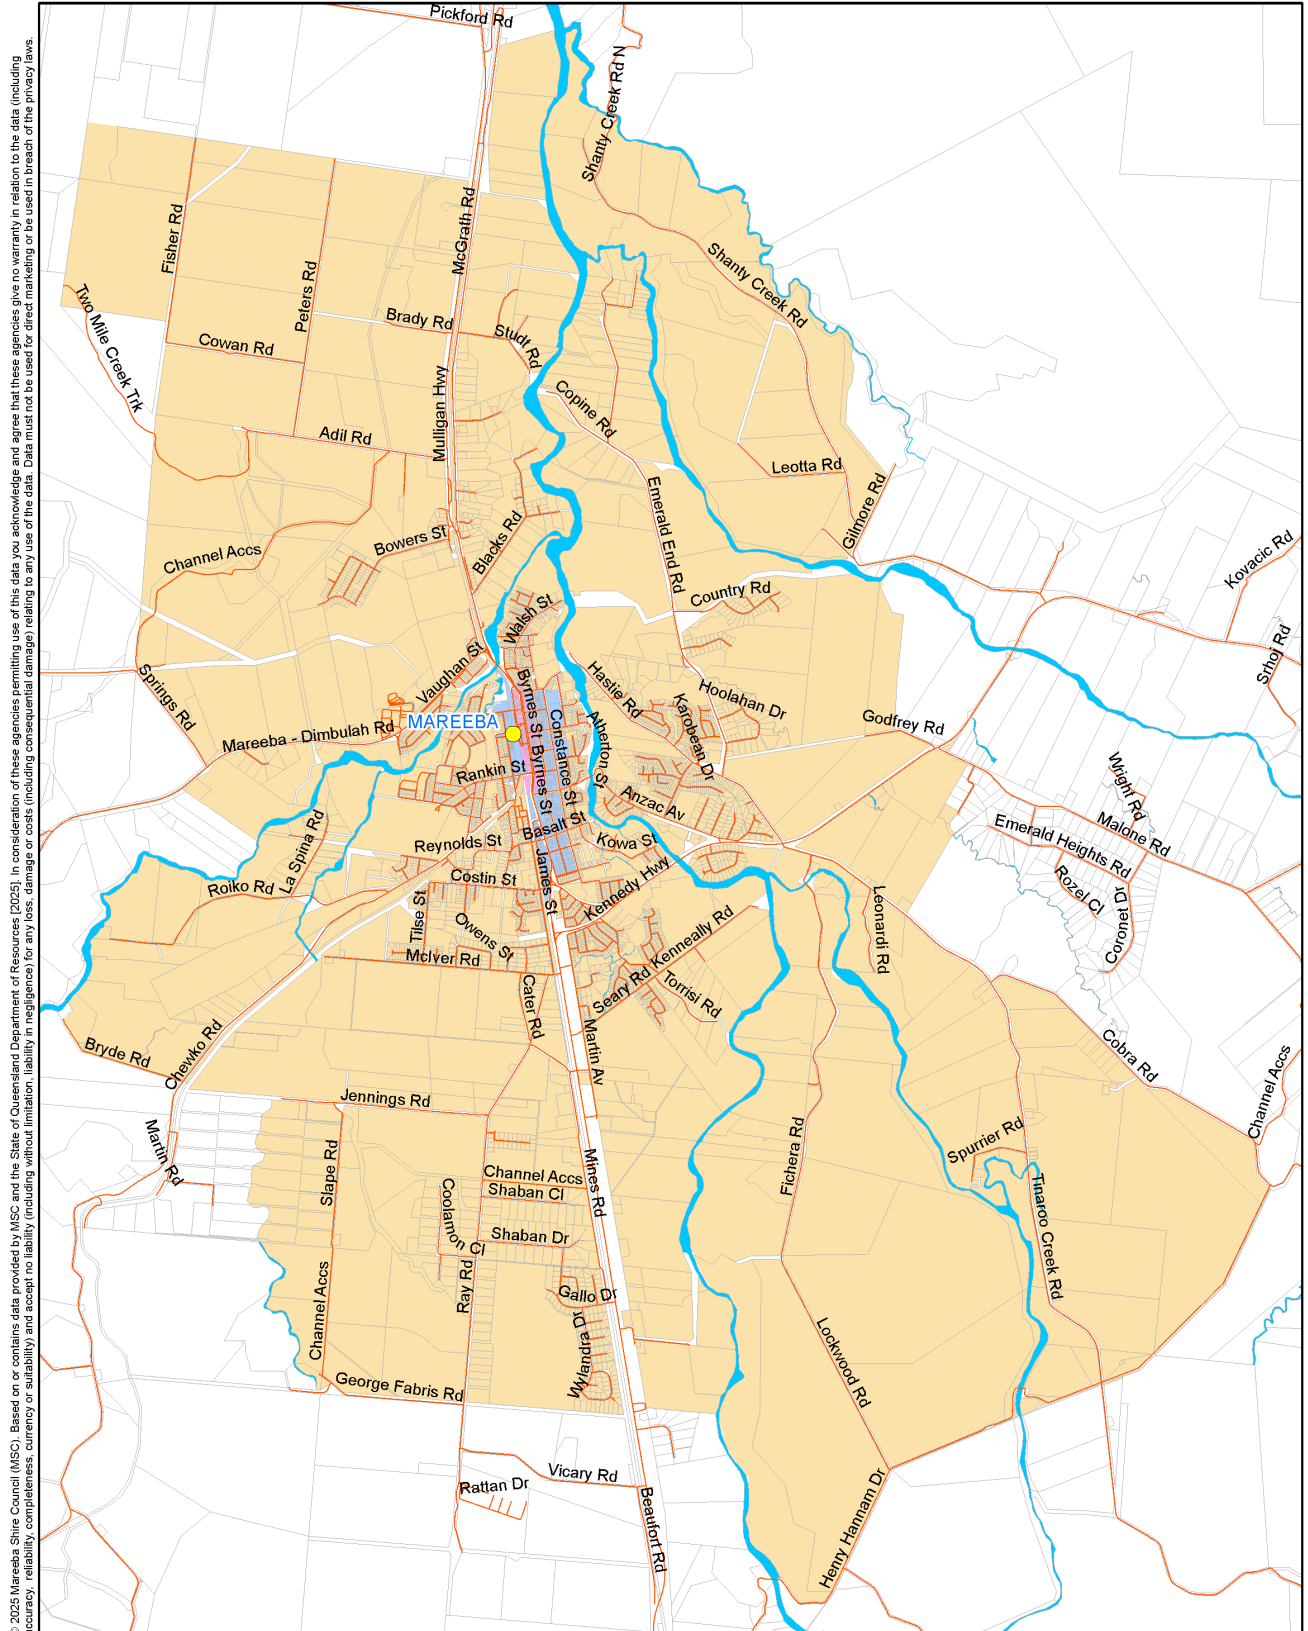 Pickford Rd
Shanty Creek Rd N
McGrath Rd
Fisher Rd
Peters Rd
Shanty Creek Rd
Two Mile Creek Trk
Brady Rd
Studt Rd
Cowan Rd
Mulligan Hwy
Copine Rd
Adil Rd
Leotta Rd
Emerald End Rd
Gilmore Rd
Blacks Rd
Bowers St
Channel Accs
Kovacic Rd
Country Rd
Walsh St
Srhoj Rd
Vaughan St
Springs Rd
Hastie Rd
Hoolahan Dr
Byrnes St
Karobean Dr
Constance St
Atherton St
MAREEBA
Godfrey Rd
Mareeba - Dimbulah Rd
Byrnes St
Rankin St
Wright Rd
Anzac Av
Malone Rd
Basalt St
Emerald Heights Rd
Reynolds St
Kowa St
La Spina Rd
James St
Kennedy Hwy
Rozel Cl
Costin St
Roiko Rd
Coronet Dr
Leonardi Rd
Tilse St
Owens St
Kenneally Rd
McIver Rd
Seary Rd
Torrisi Rd
Cater Rd
Martin Av
Chewko Rd
Bryde Rd
Cobra Rd
Channel Accs
Jennings Rd
Martin Rd
Slape Rd
Fichera Rd
Spurrier Rd
Mines Rd
Channel Accs
Shaban Cl
Coolamon Cl
Tinaroo Creek Rd
Shaban Dr
Ray Rd
Channel Accs
Gallo Dr
Wylandra Dr
Lockwood Rd
George Fabris Rd
Vicary Rd
Rattan Dr
Beaufort Rd
Henry Hannam Dr
© 2025 Mareeba Shire Council (MSC). Based on or contains data provided by MSC and the State of Queensland Department of Resources [2025]. In consideration of these agencies permitting use of this data you acknowledge and agree that these agencies give no warranty in relation to the data (including
accuracy, reliability, completeness, currency or suitability) and accept no liability (including without limitation, liability in negligence) for any loss, damage or costs (including consequential damage) relating to any use of the data. Data must not be used for direct marketing or be used in breach of the privacy laws.